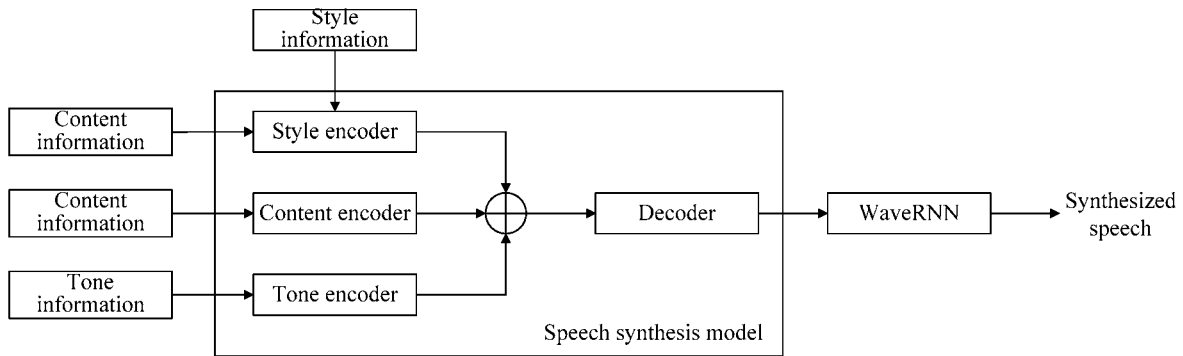 Style
information
Content
information
Style encoder
Content
information
Content encoder
Decoder
WaveRNN
Synthesized
speech
Tone
information
Tone encoder
Speech synthesis model